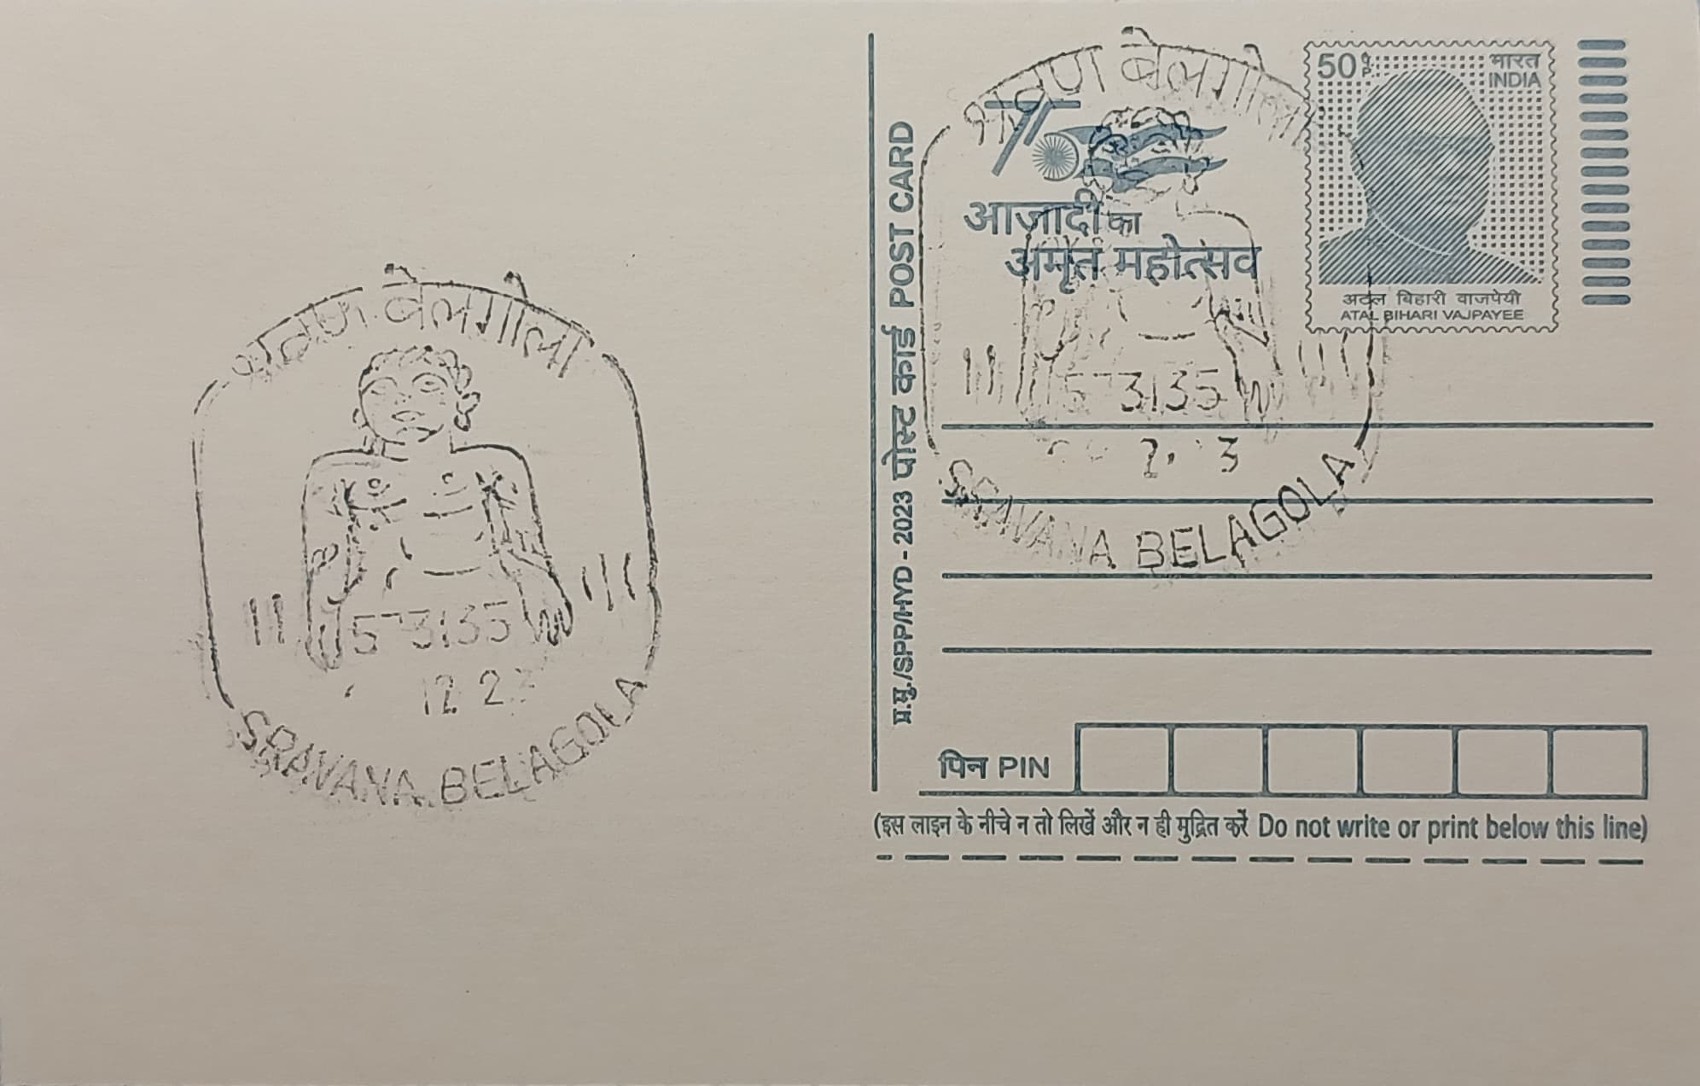 श्रवण बेलगोला
573135
12 2
SRAVANA BELAGOLA
श्रवण बेलगोला
573135
2. 3
SRAVANA BELAGOLA
75
आज़ादी का
अमृत महोत्सव
50 प. P.
भारत
INDIA
अटल बिहारी वाजपेयी
ATAL BIHARI VAJPAYEE
प्र.मु./SPP/HYD - 2023 पोस्ट कार्ड POST CARD
पिन PIN
(इस लाइन के नीचे न तो लिखें और न ही मुद्रित करें Do not write or print below this line)